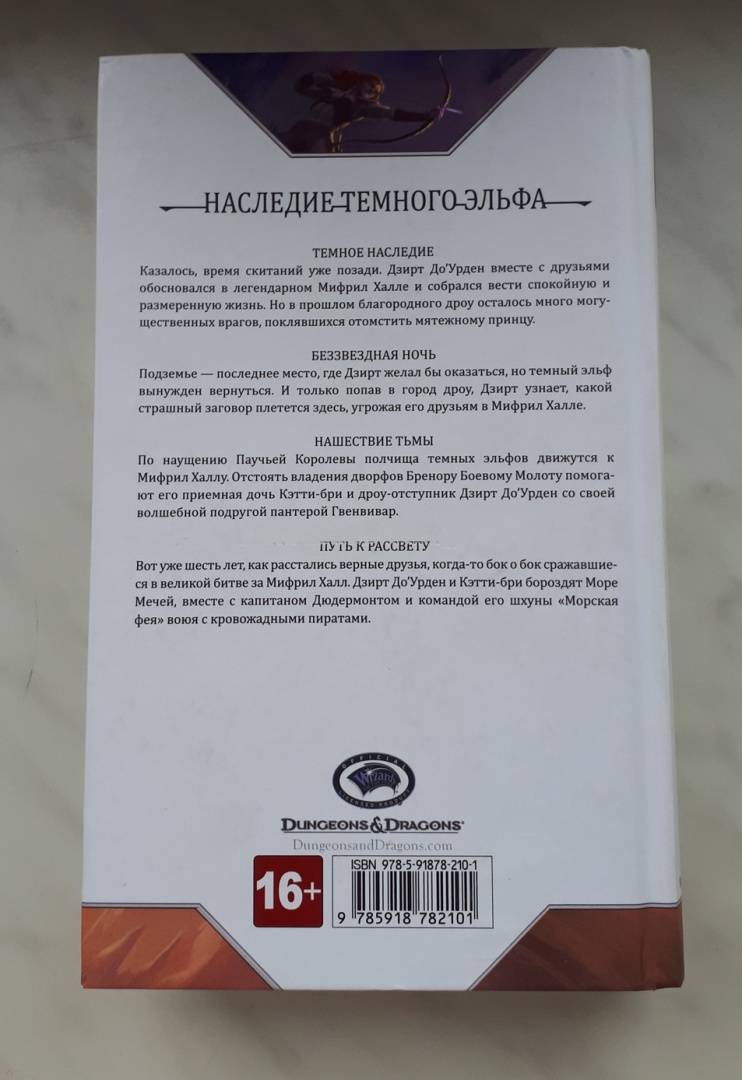 НАСЛЕДИЕ ТЕМНОГО ЭЛЬФА
ТЕМНОЕ НАСЛЕДИЕ
Казалось, время скитаний уже позади. Дзирт До’Урден вместе с друзьями
обосновался в легендарном Мифрил Халле и собрался вести спокойную и
размеренную жизнь. Но в прошлом благородного дроу осталось много могу-
щественных врагов, поклявшихся отомстить мятежному принцу.
БЕЗЗВЕЗДНАЯ НОЧЬ
Подземье — последнее место, где Дзирт желал бы оказаться, но темный эльф
вынужден вернуться. И только попав в город дроу, Дзирт узнает, какой
страшный заговор плетется здесь, угрожая его друзьям в Мифрил Халле.
НАШЕСТВИЕ ТЬМЫ
По наущению Паучьей Королевы полчища темных эльфов движутся к
Мифрил Халлу. Отстоять владения дворфов Бренору Боевому Молоту помога-
ют его приемная дочь Кэтти-бри и дроу-отступник Дзирт До’Урден со своей
волшебной подругой пантерой Гвенвивар.
ПУТЬ К РАССВЕТУ
Вот уже шесть лет, как расстались верные друзья, когда-то бок о бок сражавшие-
ся в великой битве за Мифрил Халл. Дзирт До’Урден и Кэтти-бри бороздят Море
Мечей, вместе с капитаном Дюдермонтом и командой его шхуны «Морская
фея» воюя с кровожадными пиратами.
OFFICIAL
Wizards
LICENSED PRODUCT
DUNGEONS & DRAGONS®
DungeonsandDragons.com
16+
ISBN 978-5-91878-210-1
9 785918 782101